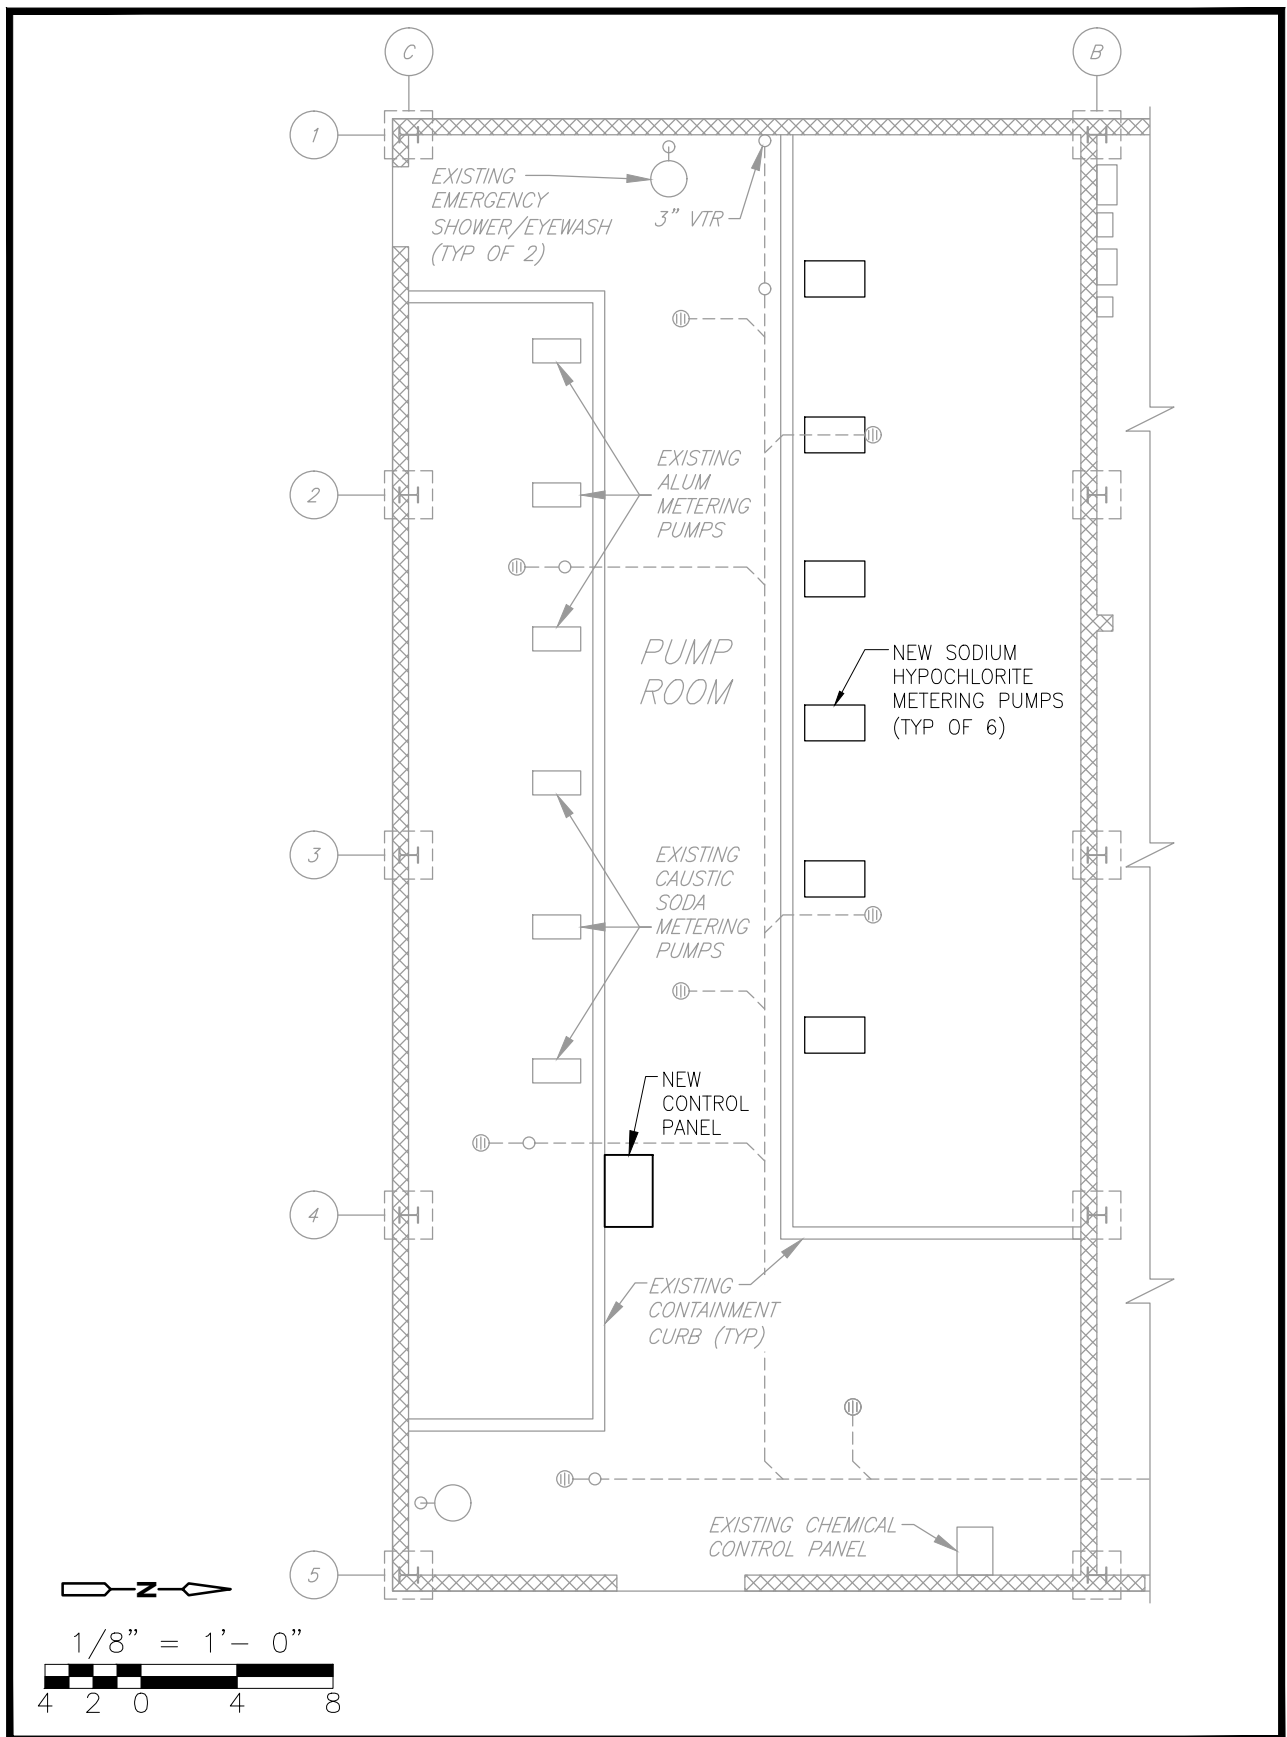 C
B
1
EXISTING
EMERGENCY
SHOWER/EYEWASH
(TYP OF 2)
3" VTR
EXISTING
ALUM
METERING
PUMPS
2
PUMP
ROOM
NEW SODIUM
HYPOCHLORITE
METERING PUMPS
(TYP OF 6)
3
EXISTING
CAUSTIC
SODA
METERING
PUMPS
NEW
CONTROL
PANEL
4
EXISTING
CONTAINMENT
CURB (TYP)
EXISTING CHEMICAL
CONTROL PANEL
5
N
1/8" = 1'- 0"
4 2 0 4 8